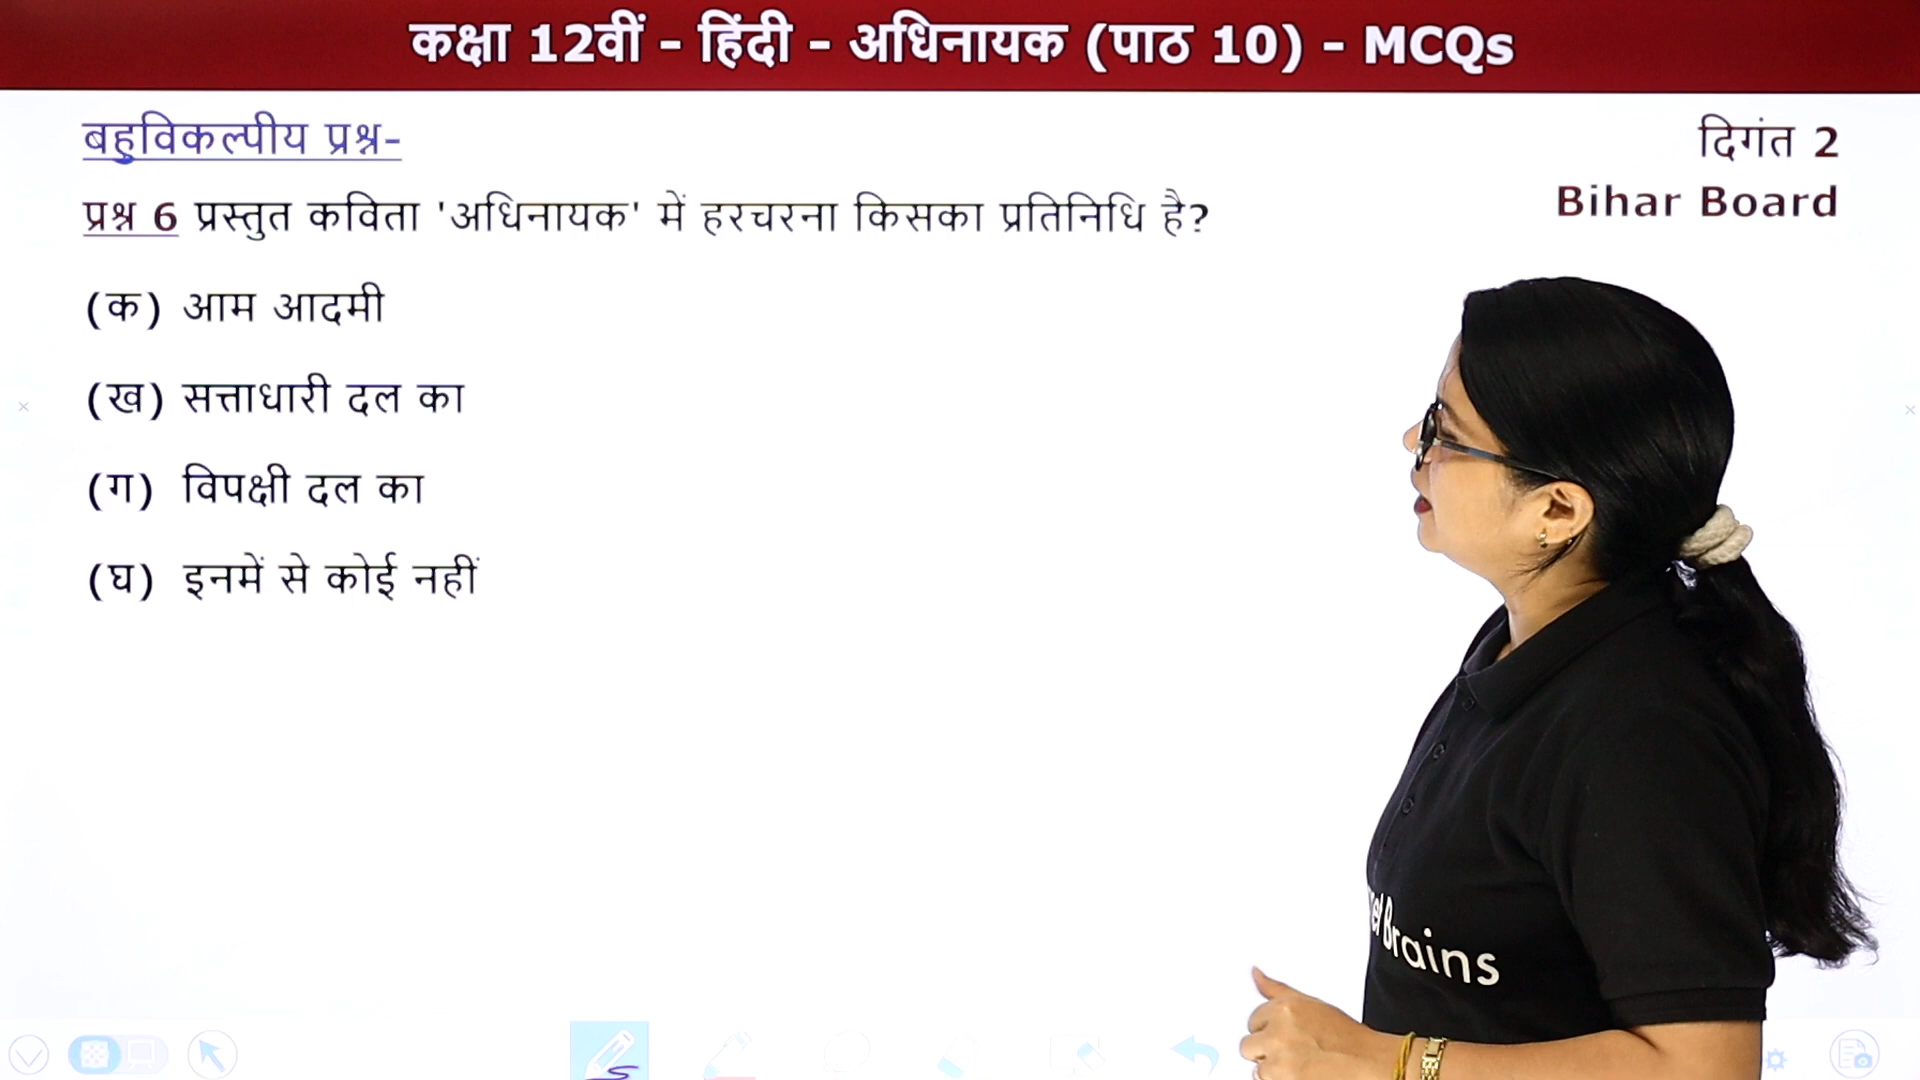 कक्षा 12वीं - हिंदी - अधिनायक (पाठ 10) - MCQs
बहुविकल्पीय प्रश्न-
दिगंत 2
Bihar Board
प्रश्न 6 प्रस्तुत कविता 'अधिनायक' में हरचरना किसका प्रतिनिधि है?
(क) आम आदमी
(ख) सत्ताधारी दल का
(ग) विपक्षी दल का
(घ) इनमें से कोई नहीं
Brains